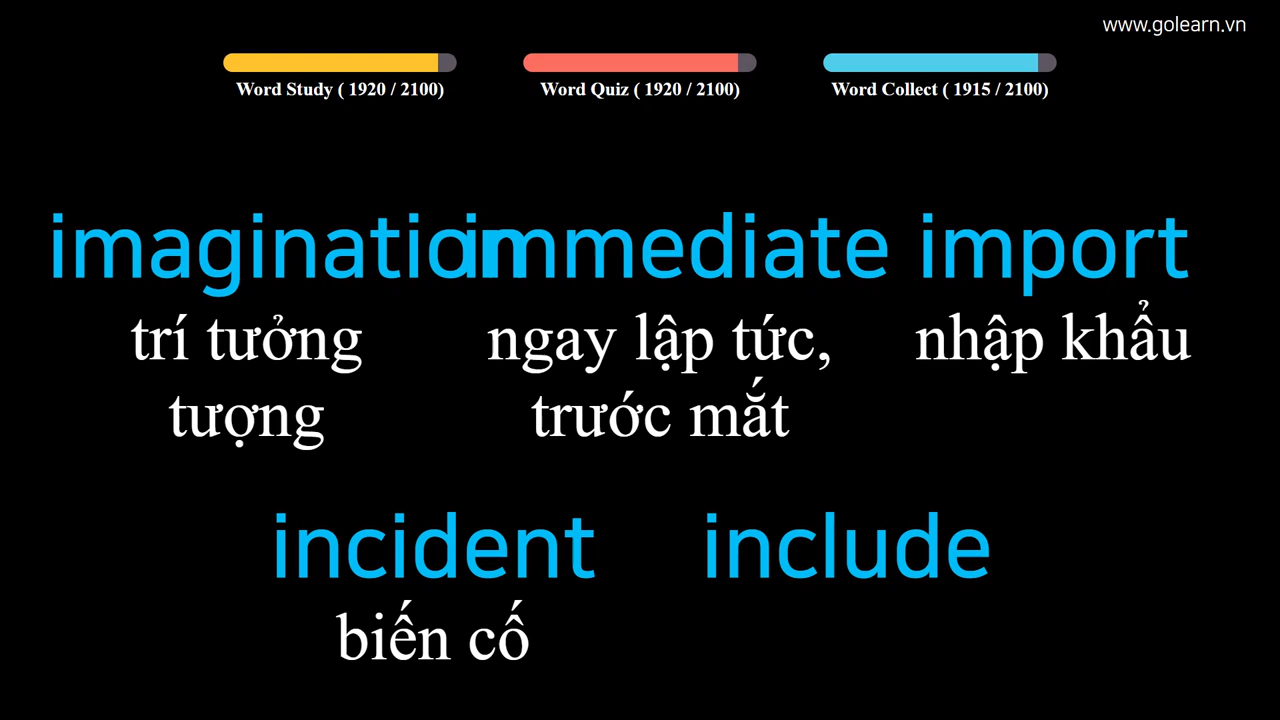 www.golearn.vn
Word Study ( 1920 / 2100) Word Quiz ( 1920 / 2100) Word Collect ( 1915 / 2100)
imagination immediate import
trí tưởng ngay lập tức, nhập khẩu
tượng trước mắt
incident include
biến cố